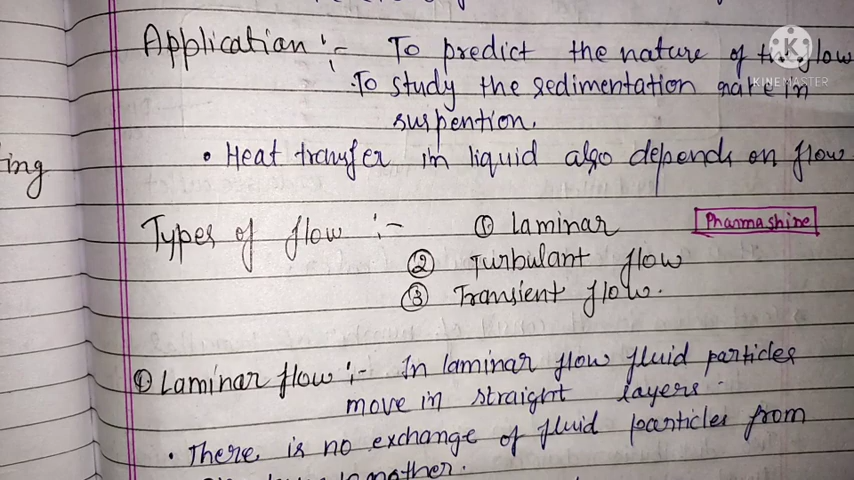 Application :- To predict the nature of the flow
KINEMASTER
To study the sedimentation rate in
suspention.
ing
• Heat transfer in liquid also depends on flow
Types of flow :- ① Laminar
Pharmashine
② Turbulant flow
③ Transient flow.
① Laminar flow :- In laminar flow fluid particles
move in straight layers.
• There is no exchange of fluid particles from
another.